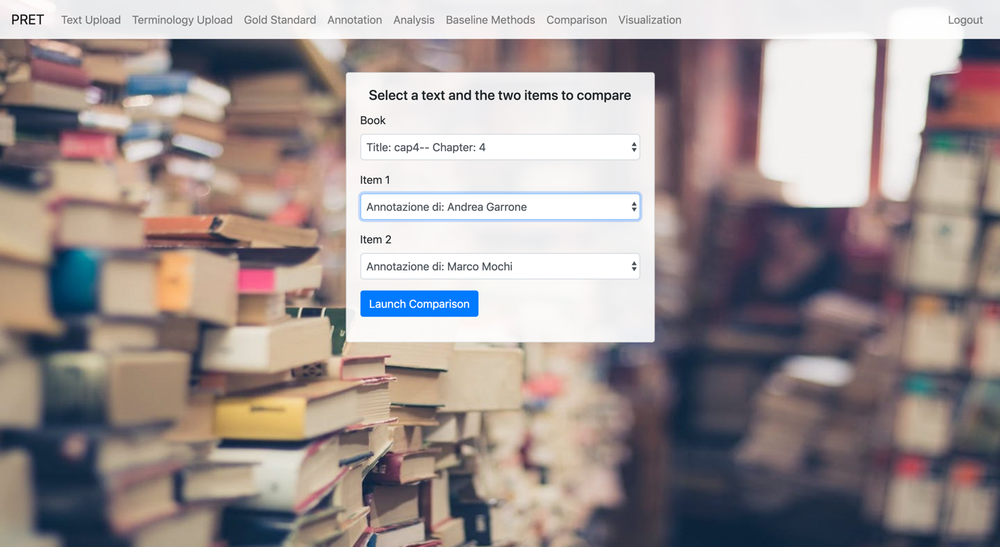 PRET Text Upload Terminology Upload Gold Standard Annotation Analysis Baseline Methods Comparison Visualization Logout
Select a text and the two items to compare
Book
Title: cap4-- Chapter: 4
Item 1
Annotazione di: Andrea Garrone
Item 2
Annotazione di: Marco Mochi
Launch Comparison